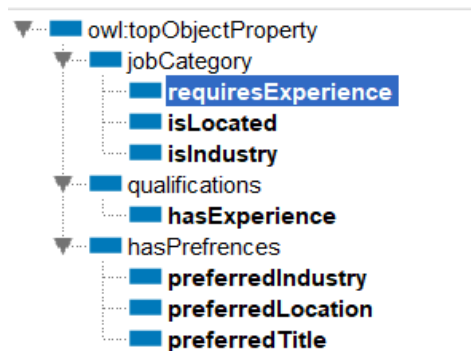 owl:topObjectProperty
jobCategory
requiresExperience
isLocated
isIndustry
qualifications
hasExperience
hasPrefrences
preferredIndustry
preferredLocation
preferredTitle